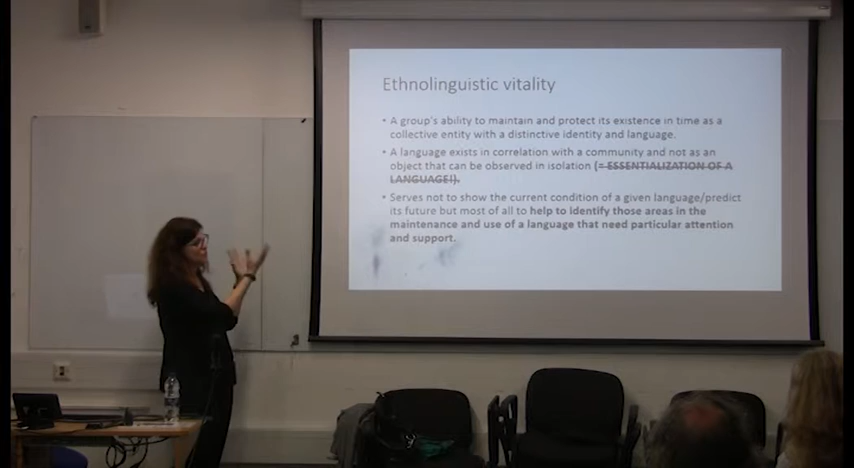 Ethnolinguistic vitality
• A group's ability to maintain and protect its existence in time as a
collective entity with a distinctive identity and language.
• A language exists in correlation with a community and not as an
object that can be observed in isolation (= ESSENTIALIZATION OF A
LANGUAGE!).
• Serves not to show the current condition of a given language/predict
its future but most of all to help to identify those areas in the
maintenance and use of a language that need particular attention
and support.